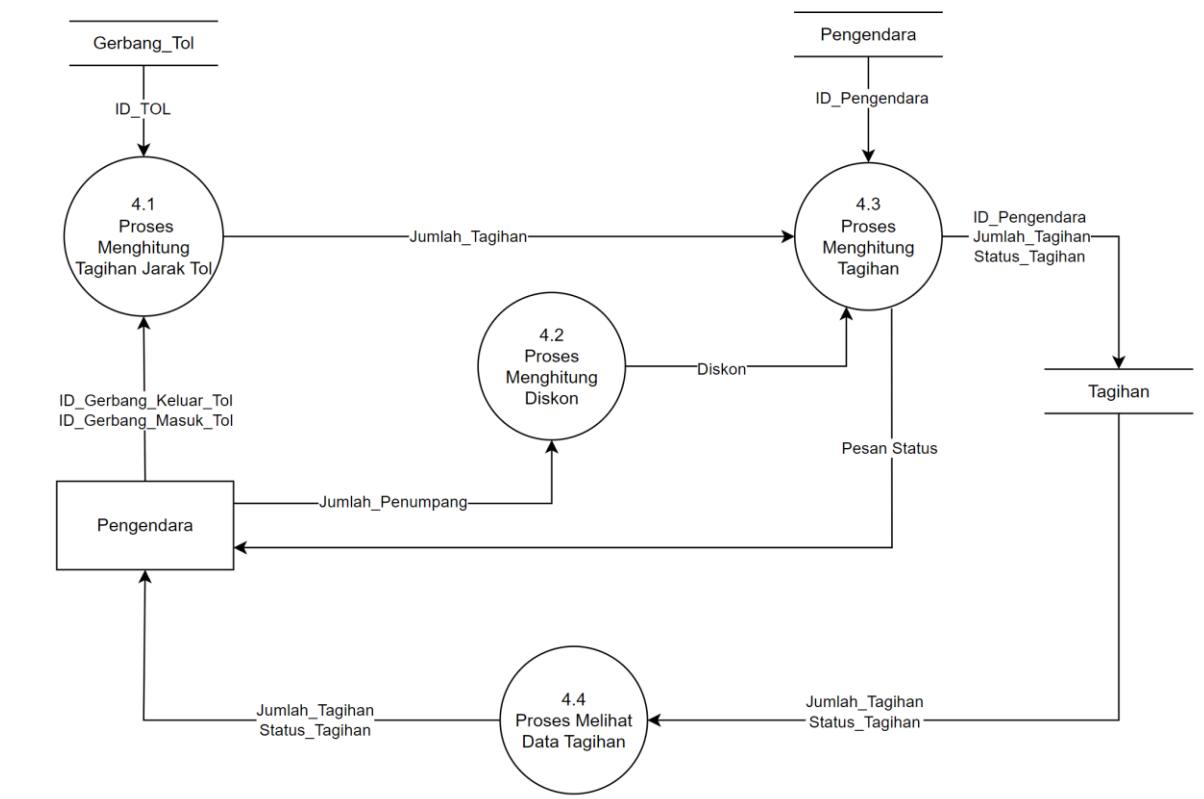 Gerbang_Tol
Pengendara
ID_TOL
ID_Pengendara
4.1
Proses
Menghitung
Tagihan Jarak Tol
Jumlah_Tagihan
4.3
Proses
Menghitung
Tagihan
ID_Pengendara
Jumlah_Tagihan
Status_Tagihan
4.2
Proses
Menghitung
Diskon
Diskon
Tagihan
ID_Gerbang_Keluar_Tol
ID_Gerbang_Masuk_Tol
Pesan Status
Jumlah_Penumpang
Pengendara
4.4
Proses Melihat
Data Tagihan
Jumlah_Tagihan
Status_Tagihan
Jumlah_Tagihan
Status_Tagihan